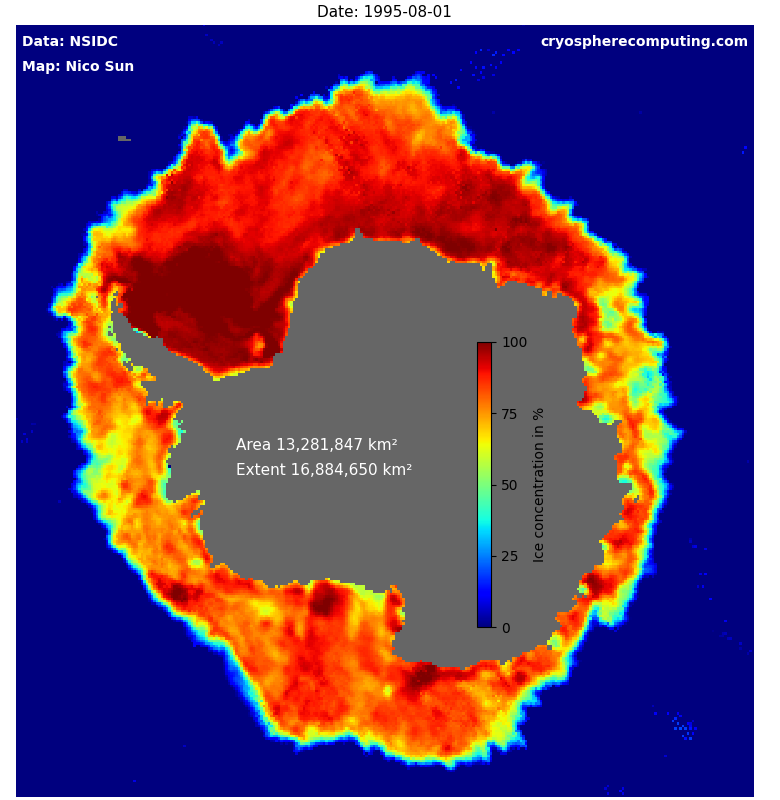 Date: 1995-08-01
Data: NSIDC
cryospherecomputing.com
Map: Nico Sun
100
75
50
25
0
Ice concentration in %
Area 13,281,847 km²
Extent 16,884,650 km²